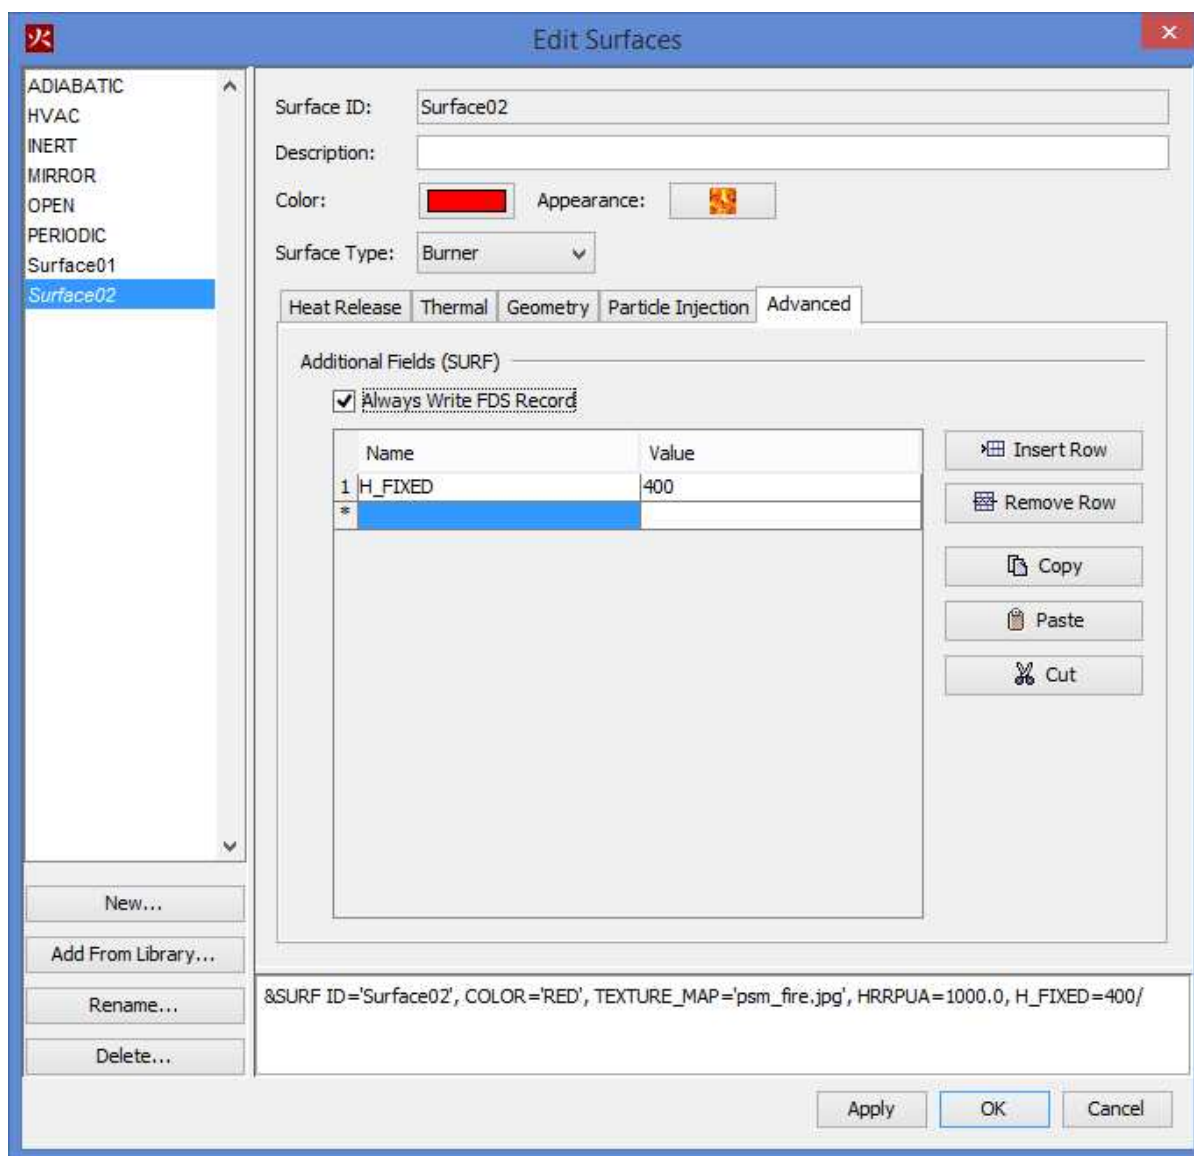 火
Edit Surfaces
ADIABATIC
HVAC
INERT
MIRROR
OPEN
PERIODIC
Surface01
Surface02
New...
Add From Library...
Rename...
Delete...
Surface ID: Surface02
Description:
Color: Appearance:
Surface Type: Burner
Heat Release Thermal Geometry Particle Injection Advanced
Additional Fields (SURF)
Always Write FDS Record
Name Value
1 H_FIXED 400
*
Insert Row
Remove Row
Copy
Paste
Cut
&SURF ID='Surface02', COLOR='RED', TEXTURE_MAP='psm_fire.jpg', HRRPUA=1000.0, H_FIXED=400/
Apply OK Cancel